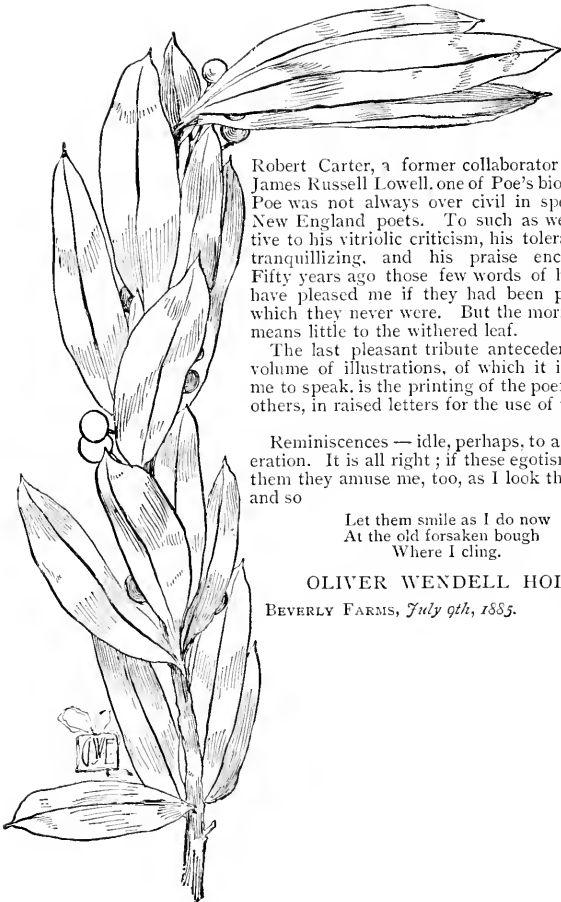 Robert Carter, a former collaborator
James Russell Lowell, one of Poe's bio
Poe was not always over civil in spe
New England poets. To such as we
tive to his vitriolic criticism, his toler
tranquillizing, and his praise enc
Fifty years ago those few words of h
have pleased me if they had been p
which they never were. But the mor
means little to the withered leaf.
The last pleasant tribute anteceden
volume of illustrations, of which it i
me to speak, is the printing of the poe
others, in raised letters for the use of
Reminiscences — idle, perhaps, to a
eration. It is all right; if these egotis
them they amuse me, too, as I look th
and so
Let them smile as I do now
At the old forsaken bough
Where I cling.
OLIVER WENDELL HOL
BEVERLY FARMS, July 9th, 1885.